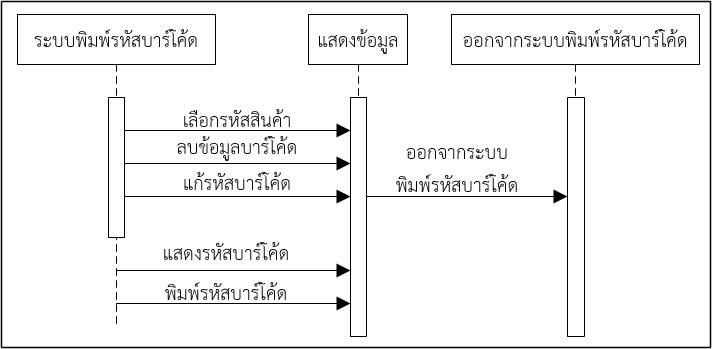 ระบบพิมพ์รหัสบาร์โค้ด
แสดงข้อมูล
ออกจากระบบพิมพ์รหัสบาร์โค้ด
เลือกรหัสสินค้า
ลบข้อมูลบาร์โค้ด
แก้รหัสบาร์โค้ด
ออกจากระบบ
พิมพ์รหัสบาร์โค้ด
แสดงรหัสบาร์โค้ด
พิมพ์รหัสบาร์โค้ด